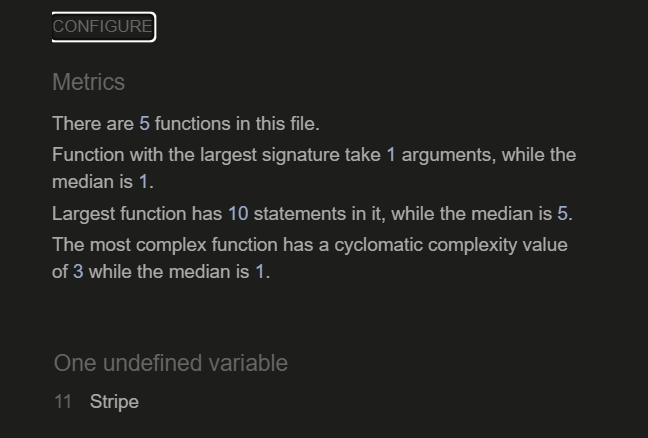 CONFIGURE
Metrics
There are 5 functions in this file.
Function with the largest signature take 1 arguments, while the
median is 1.
Largest function has 10 statements in it, while the median is 5.
The most complex function has a cyclomatic complexity value
of 3 while the median is 1.
One undefined variable
11 Stripe